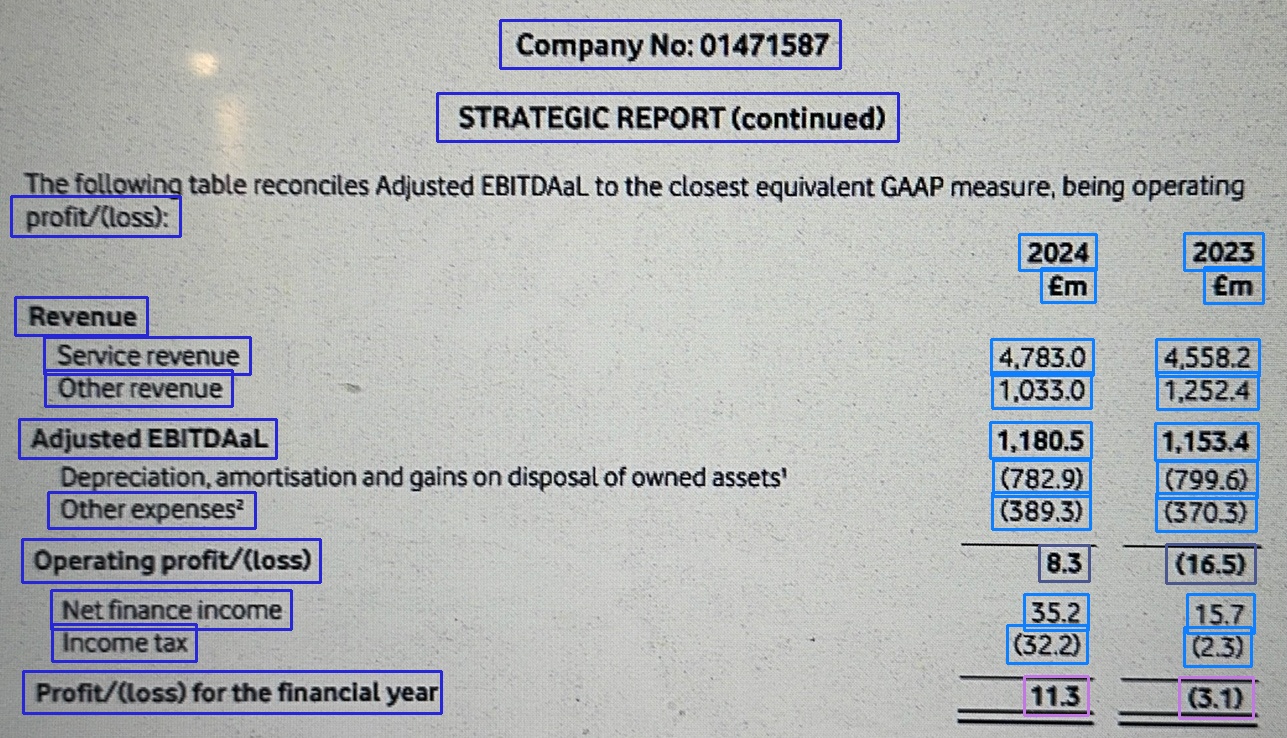 Company No: 01471587
STRATEGIC REPORT (continued)
The following table reconciles Adjusted EBITDAaL to the closest equivalent GAAP measure, being operating
profit/(loss):
2024 2023
£m £m
Revenue
Service revenue 4,783.0 4,558.2
Other revenue 1,033.0 1,252.4
Adjusted EBITDAaL 1,180.5 1,153.4
Depreciation, amortisation and gains on disposal of owned assets¹ (782.9) (799.6)
Other expenses² (389.3) (370.3)
Operating profit/(loss) 8.3 (16.5)
Net finance income 35.2 15.7
Income tax (32.2) (2.3)
Profit/(loss) for the financial year 11.3 (3.1)